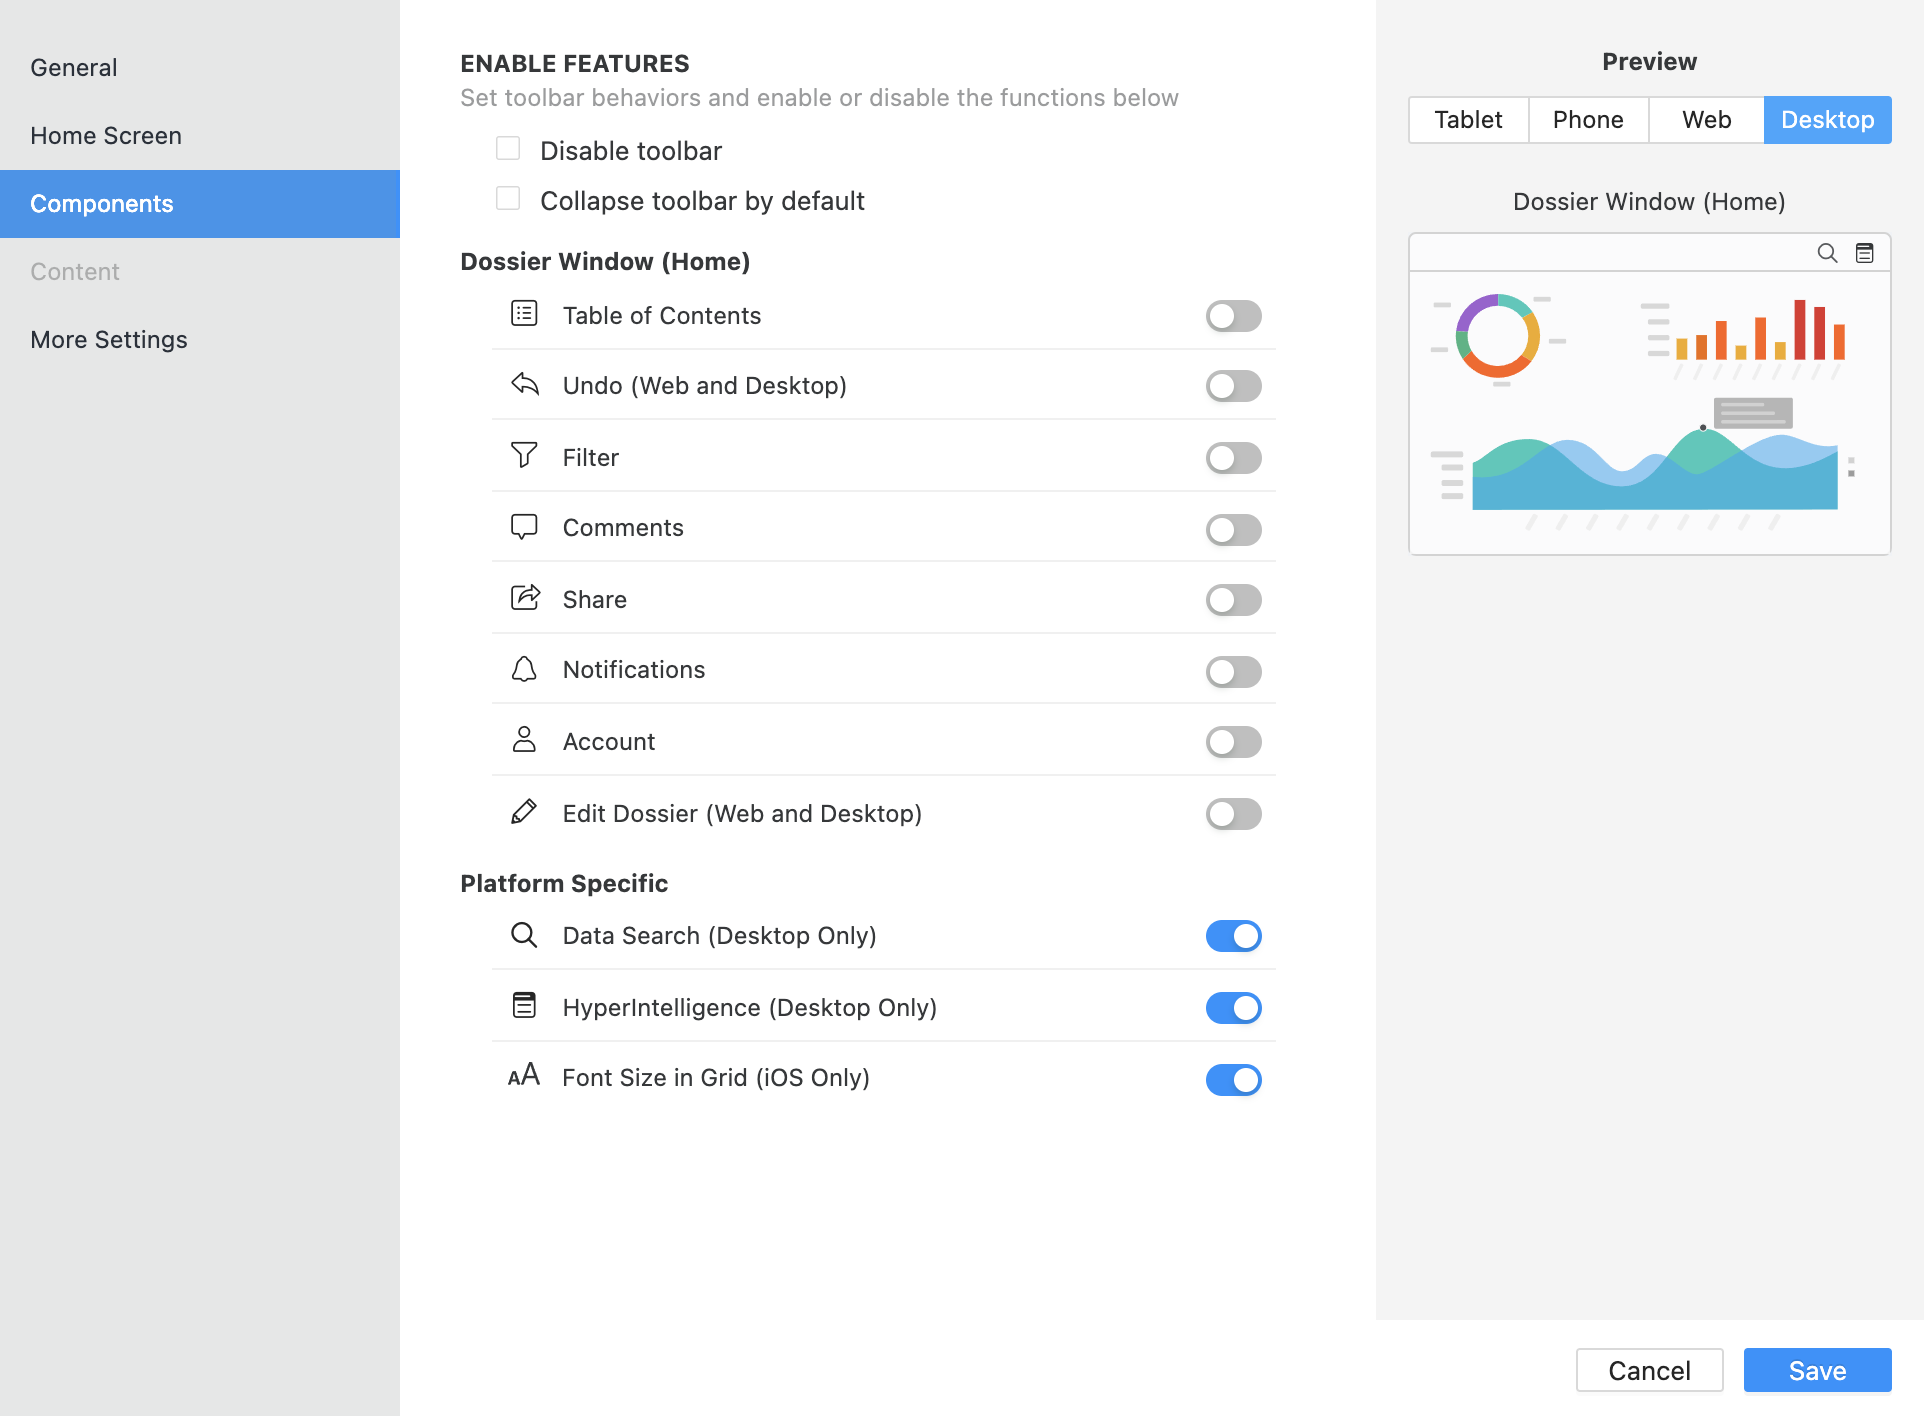 General
Home Screen
Components
Content
More Settings
ENABLE FEATURES
Set toolbar behaviors and enable or disable the functions below
Disable toolbar
Collapse toolbar by default
Dossier Window (Home)
Table of Contents
Undo (Web and Desktop)
Filter
Comments
Share
Notifications
Account
Edit Dossier (Web and Desktop)
Platform Specific
Data Search (Desktop Only)
HyperIntelligence (Desktop Only)
AA Font Size in Grid (iOS Only)
Preview
Tablet Phone Web Desktop
Dossier Window (Home)
Cancel Save